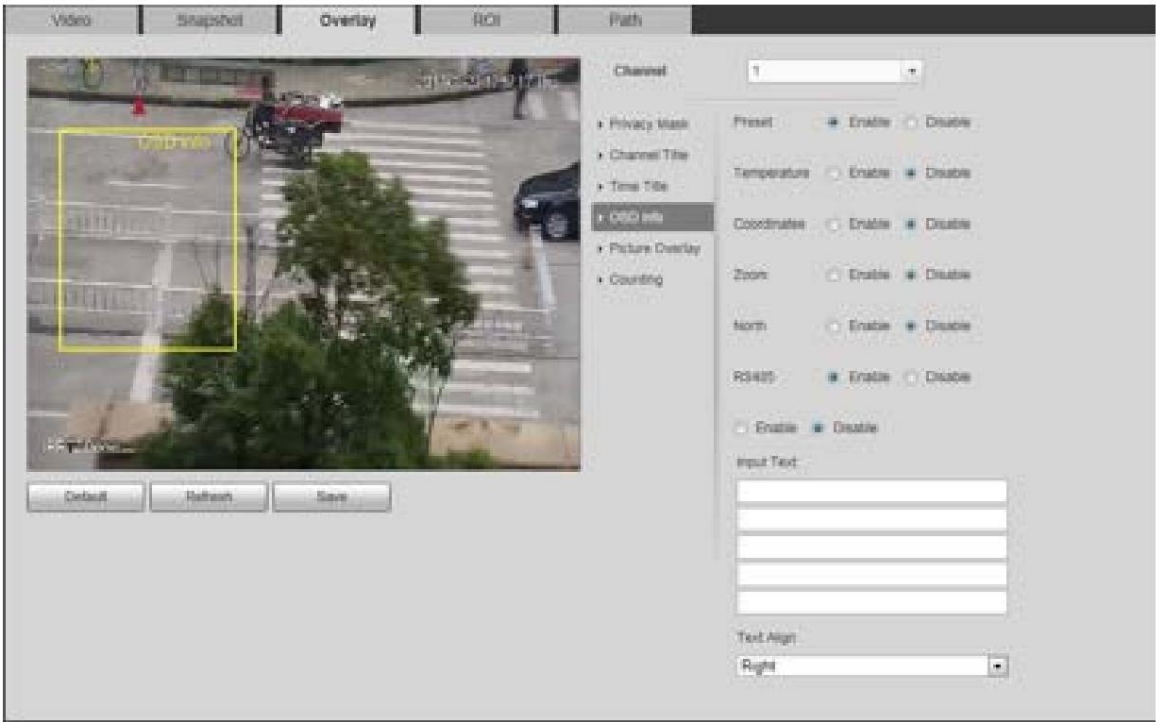 Video Snapshot Overlay ROI Path
Channel 1
Privacy Mask
Channel Title
Time Title
OSD Info
Picture Overlay
Counting
Preset Enable Disable
Temperature Enable Disable
Coordinates Enable Disable
Zoom Enable Disable
North Enable Disable
RS485 Enable Disable
Enable Disable
Input Text
Text Align
Right
OSD Info
Default Refresh Save